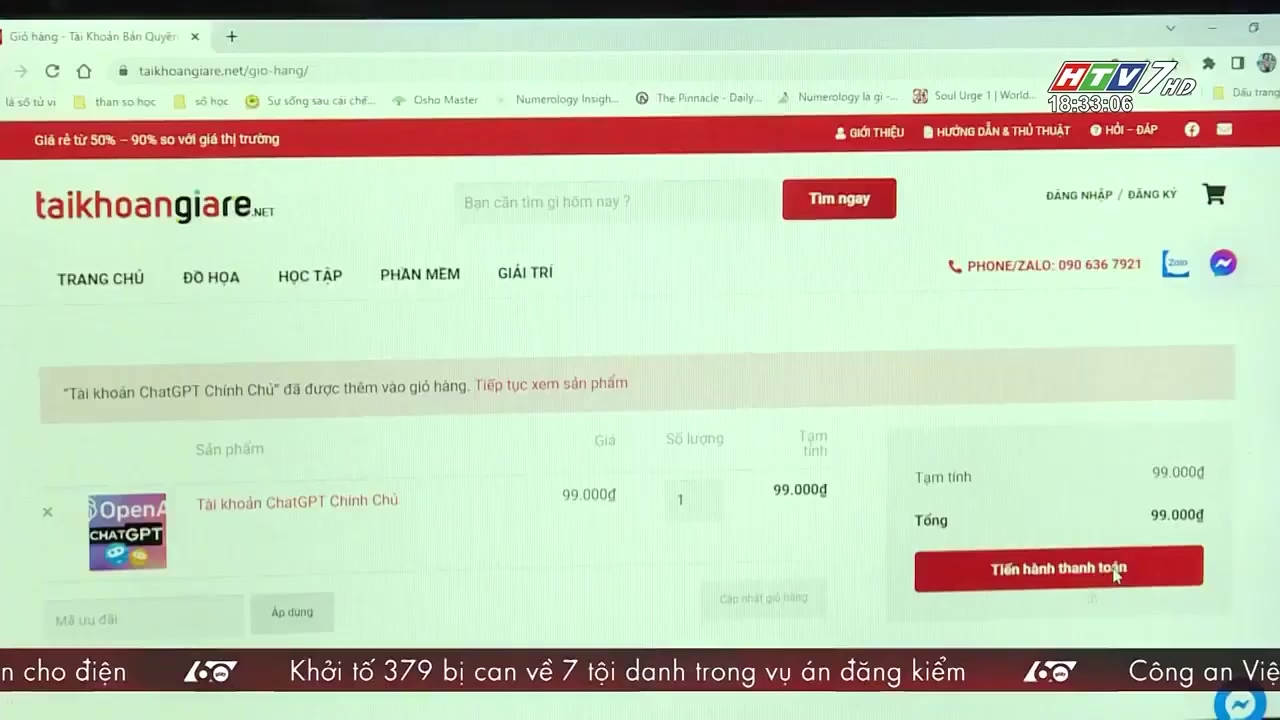 Giỏ hàng - Tài Khoản Bản Quyền
taikhoangiare.net/gio-hang/
HTV7 HD
18:33:06
lá số tử vi
than so học
số học
Sự sống sau cái chế...
Osho Master
Numerology Insigh...
The Pinnacle - Daily...
Numerology là gì -...
Soul Urge 1 | World...
Dấu trang
Giá rẻ từ 50% – 90% so với giá thị trường
GIỚI THIỆU
HƯỚNG DẪN & THỦ THUẬT
HỎI – ĐÁP
taikhoangiare.NET
Bạn cần tìm gì hôm nay ?
Tìm ngay
ĐĂNG NHẬP / ĐĂNG KÝ
TRANG CHỦ
ĐỒ HỌA
HỌC TẬP
PHẦN MỀM
GIẢI TRÍ
PHONE/ZALO: 090 636 7921
Zalo
"Tài khoản ChatGPT Chính Chủ" đã được thêm vào giỏ hàng. Tiếp tục xem sản phẩm
Sản phẩm
Giá
Số lượng
Tạm
tính
OpenA
CHATGPT
Tài khoản ChatGPT Chính Chủ
99.000₫
1
99.000₫
Tạm tính
99.000₫
Tổng
99.000₫
Tiến hành thanh toán
Mã ưu đãi
Áp dụng
Cập nhật giỏ hàng
n cho điện
60 giây
Khởi tố 379 bị can về 7 tội danh trong vụ án đăng kiểm
60 giây
Công an Việ